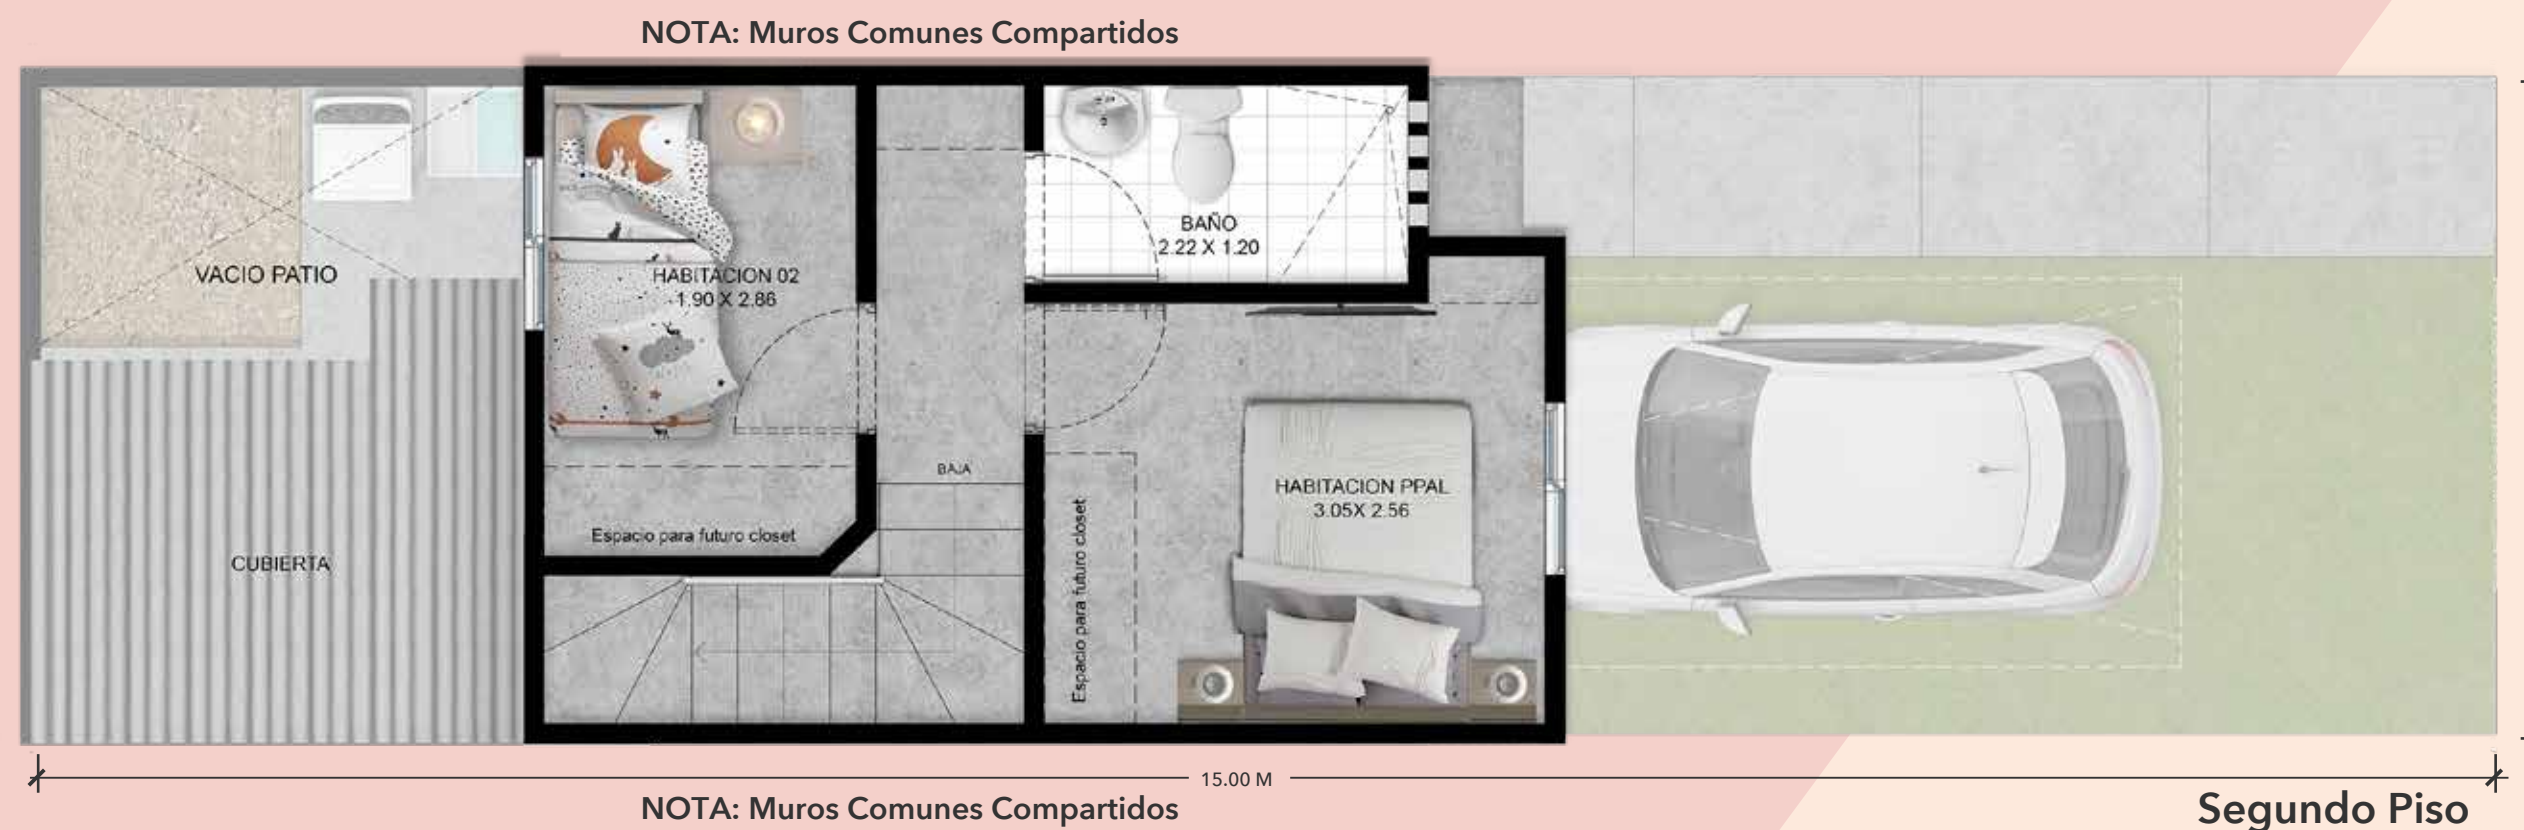 NOTA: Muros Comunes Compartidos
VACIO PATIO
HABITACION 02
1.90 X 2.86
BAÑO
2.22 X 1.20
BAJA
HABITACION PPAL
3.05X 2.56
Espacio para futuro closet
Espacio para futuro closet
CUBIERTA
15.00 M
NOTA: Muros Comunes Compartidos
Segundo Piso